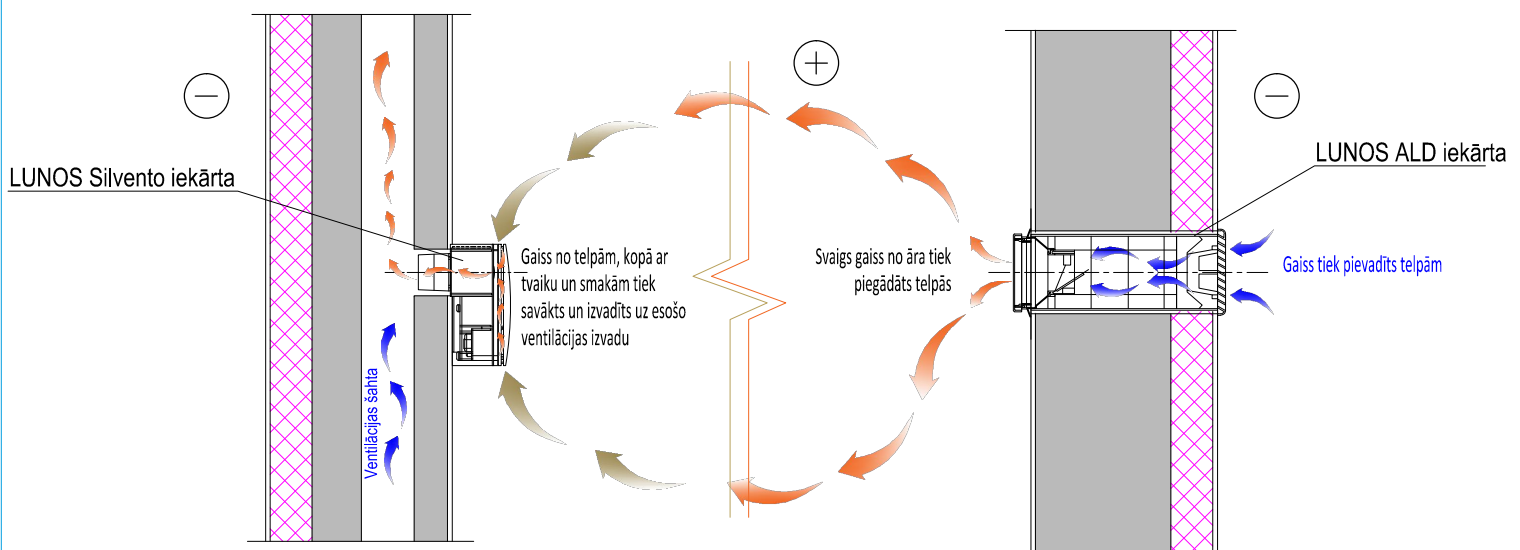 LUNOS Silvento iekārta
Ventilācijas šahta
Gaiss no telpām, kopā ar
tvaiku un smakām tiek
savākts un izvadīts uz esošo
ventilācijas izvadu
Svaigs gaiss no āra tiek
piegādāts telpās
LUNOS ALD iekārta
Gaiss tiek pievadīts telpām